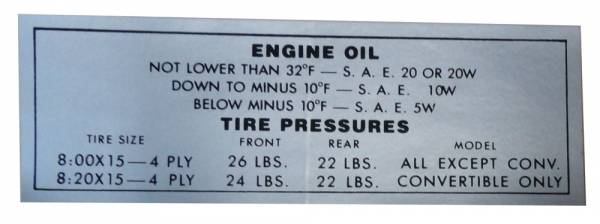 ENGINE OIL
NOT LOWER THAN 32°F — S. A. E. 20 OR 20W
DOWN TO MINUS 10°F — S. A. E. 10W
BELOW MINUS 10°F — S. A. E. 5W
TIRE PRESSURES
TIRE SIZE FRONT REAR MODEL
8:00X15—4 PLY 26 LBS. 22 LBS. ALL EXCEPT CONV.
8:20X15—4 PLY 24 LBS. 22 LBS. CONVERTIBLE ONLY